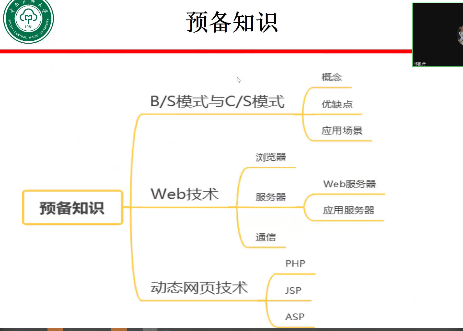 预备知识
预备知识
B/S模式与C/S模式
概念
优缺点
应用场景
Web技术
浏览器
服务器
Web服务器
应用服务器
通信
动态网页技术
PHP
JSP
ASP